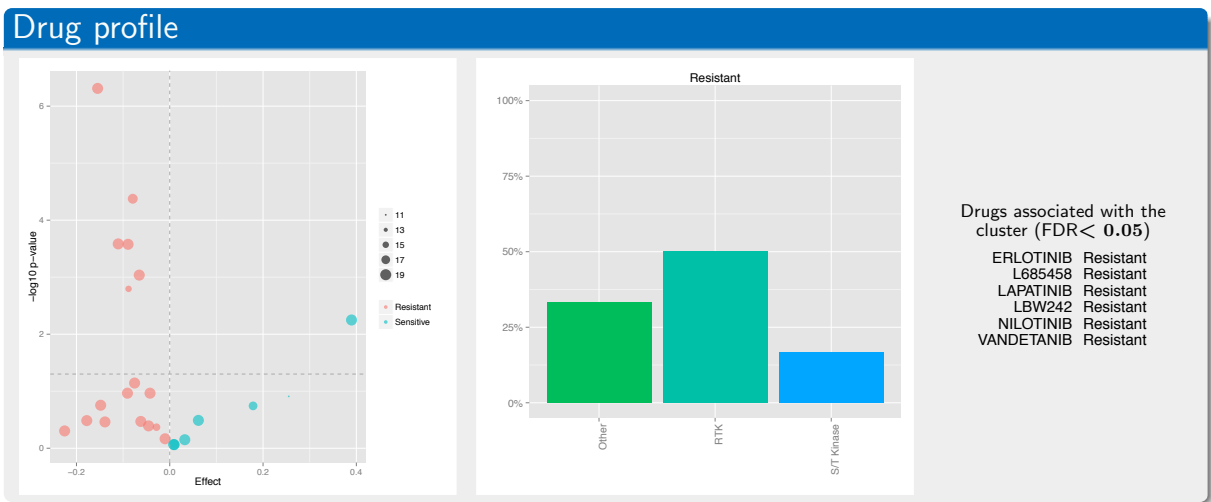 Drug profile
6
4
2
0
−log10 p−value
−0.2
0.0
0.2
0.4
Effect
11
13
15
17
19
Resistant
Sensitive
Resistant
100%
75%
50%
25%
0%
Other
RTK
S/T Kinase
Drugs associated with the
cluster (FDR< 0.05)
ERLOTINIB Resistant
L685458 Resistant
LAPATINIB Resistant
LBW242 Resistant
NILOTINIB Resistant
VANDETANIB Resistant